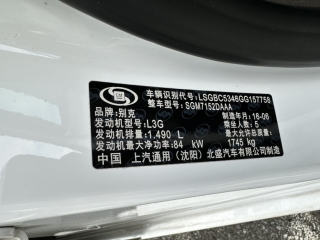 车辆识别代号: LSGBC5346GG157758
整车型号: SGM7152DAAA
品牌: 别克 制造年月: 16-06
发动机型号: L3G 乘坐人数: 5
发动机排量: 1.490 L 最大允许总质量:
发动机最大净功率: 84 kW 1745 kg
中国 上汽通用(沈阳)北盛汽车有限公司制造